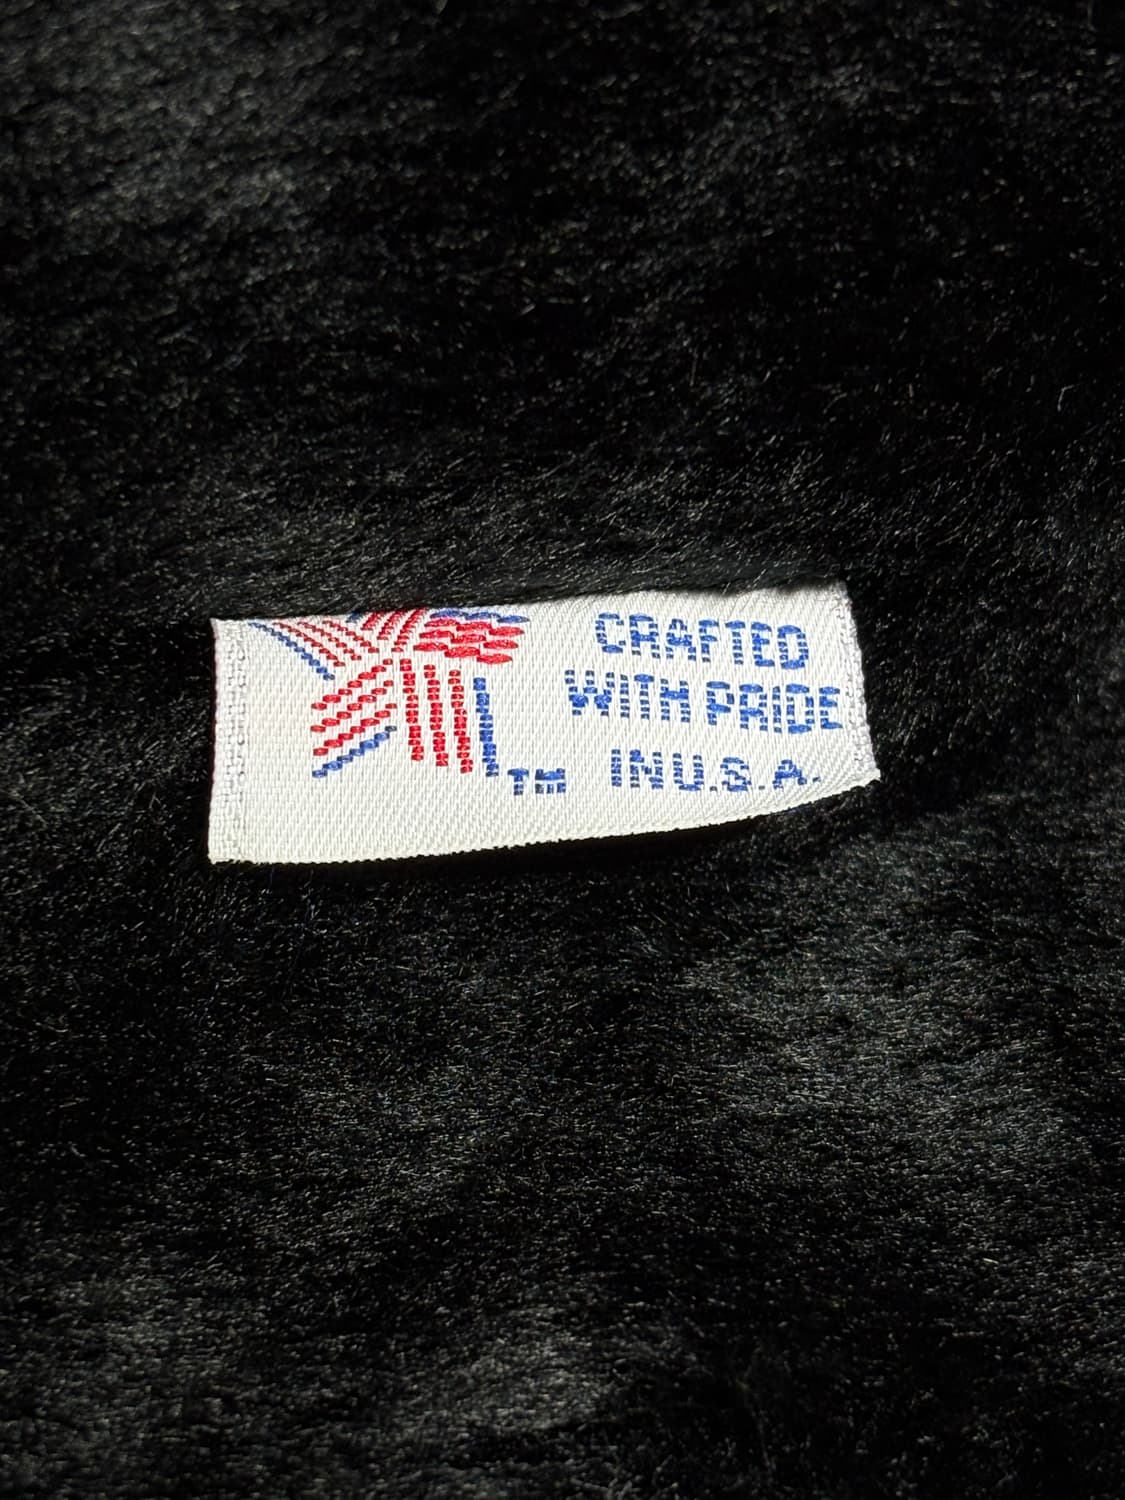 CRAFTED
WITH PRIDE
IN U.S.A.
TM